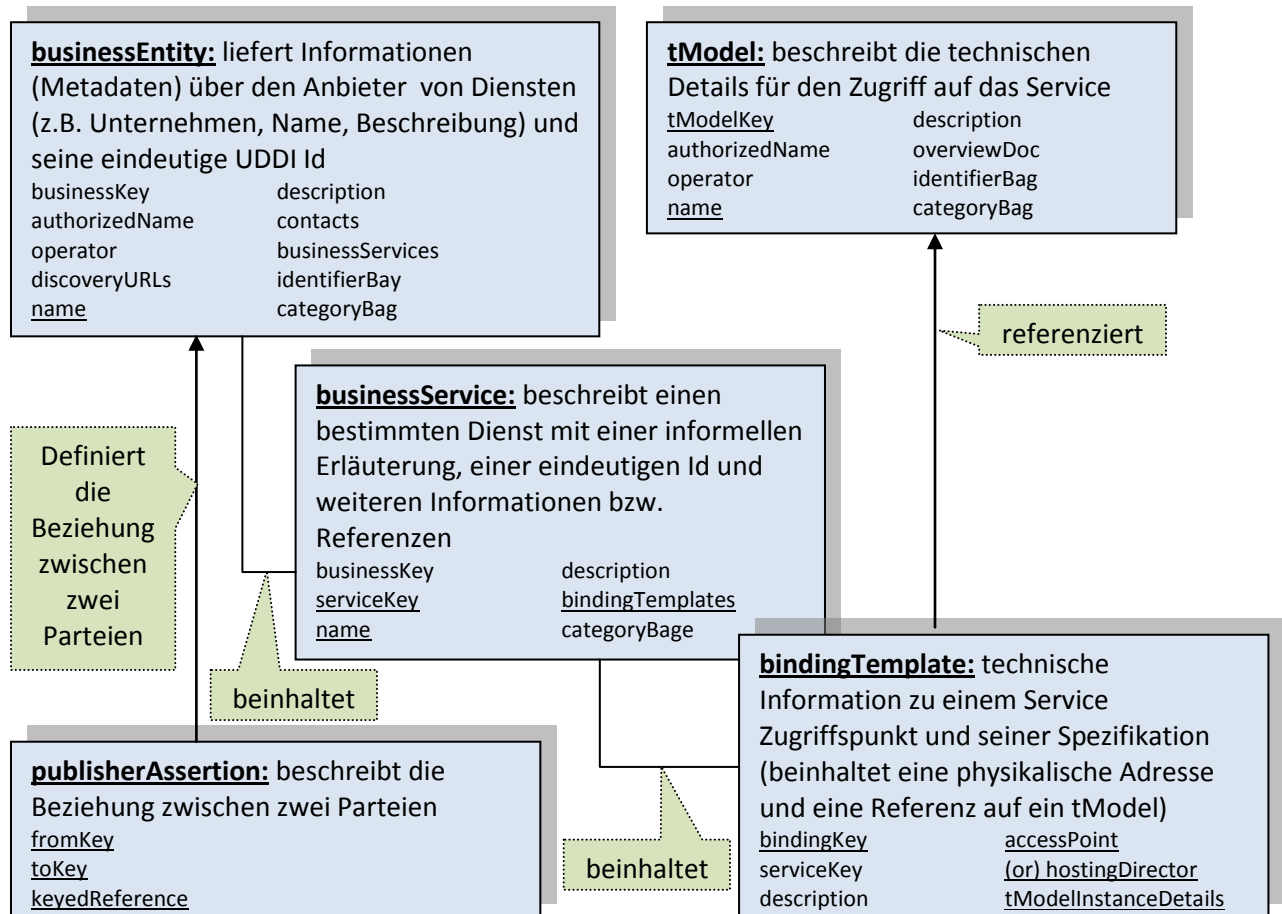 businessEntity: liefert Informationen
(Metadaten) über den Anbieter von Diensten
(z.B. Unternehmen, Name, Beschreibung) und
seine eindeutige UDDI Id
businessKey description
authorizedName contacts
operator businessServices
discoveryURLs identifierBay
name categoryBag
tModel: beschreibt die technischen
Details für den Zugriff auf das Service
tModelKey description
authorizedName overviewDoc
operator identifierBag
name categoryBag
referenziert
businessService: beschreibt einen
bestimmten Dienst mit einer informellen
Erläuterung, einer eindeutigen Id und
weiteren Informationen bzw.
Referenzen
businessKey description
serviceKey bindingTemplates
name categoryBage
Definiert
die
Beziehung
zwischen
zwei
Parteien
beinhaltet
bindingTemplate: technische
Information zu einem Service
Zugriffspunkt und seiner Spezifikation
(beinhaltet eine physikalische Adresse
und eine Referenz auf ein tModel)
bindingKey accessPoint
serviceKey (or) hostingDirector
description tModelInstanceDetails
publisherAssertion: beschreibt die
Beziehung zwischen zwei Parteien
fromKey
toKey
keyedReference
beinhaltet